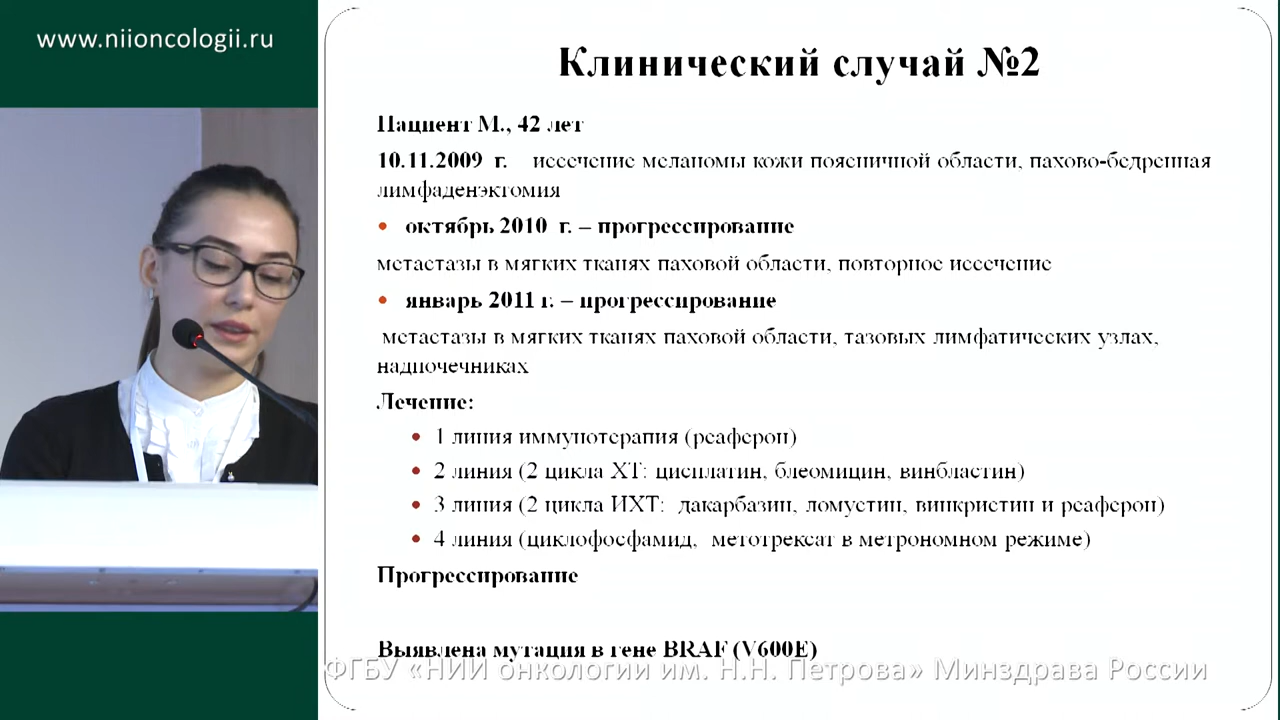 www.niioncologii.ru
Клинический случай №2
Пациент М., 42 лет
10.11.2009 г. иссечение меланомы кожи поясничной области, пахово-бедренная
лимфаденэктомия
• октябрь 2010 г. – прогрессирование
метастазы в мягких тканях паховой области, повторное иссечение
• январь 2011 г. – прогрессирование
метастазы в мягких тканях паховой области, тазовых лимфатических узлах,
надпочечниках
Лечение:
• 1 линия иммунотерапия (реаферон)
• 2 линия (2 цикла ХТ: цисплатин, блеомицин, винбластин)
• 3 линия (2 цикла ИХТ: дакарбазин, ломустин, винкристин и реаферон)
• 4 линия (циклофосфамид, метотрексат в метрономном режиме)
Прогрессирование
Выявлена мутация в гене BRAF (V600E)
ФГБУ «НИИ онкологии им. Н.Н. Петрова» Минздрава России